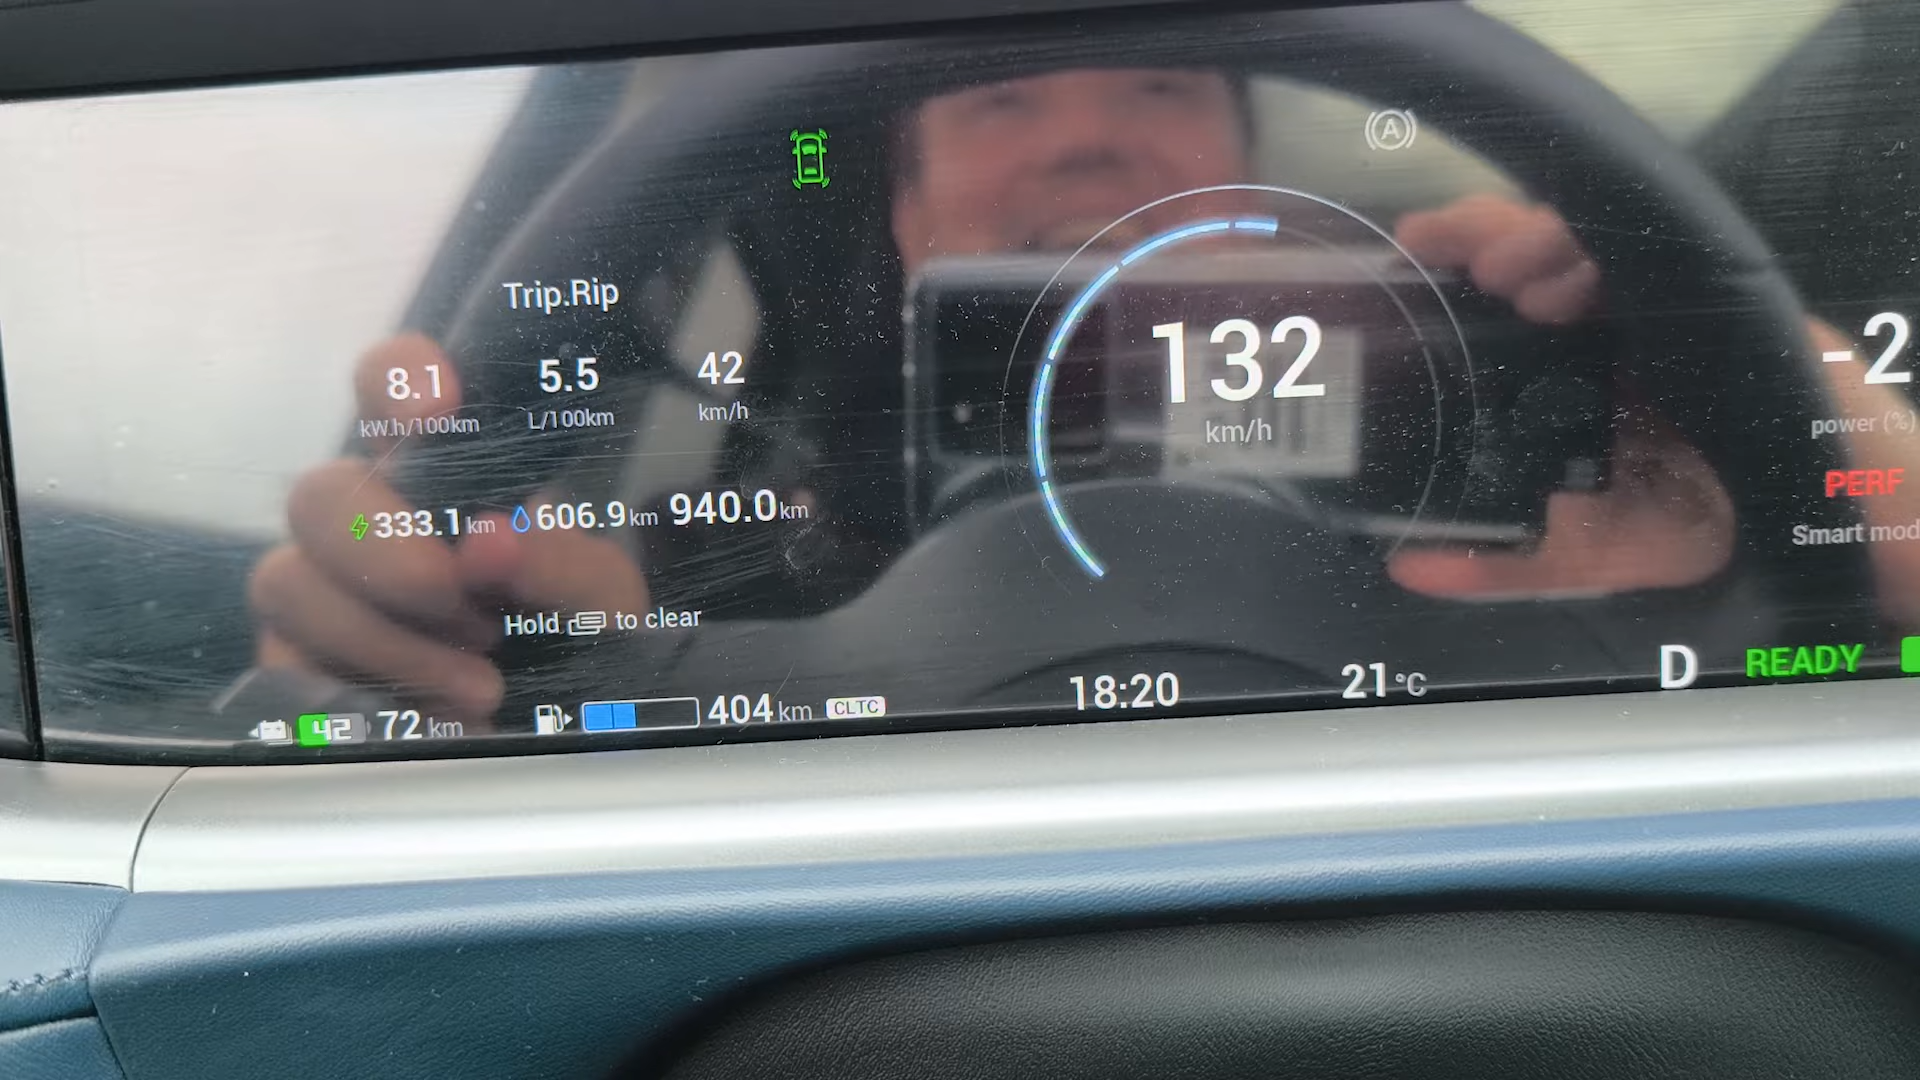 Trip.Rip
8.1 5.5 42
kW.h/100km L/100km km/h
333.1 km 606.9 km 940.0 km
Hold to clear
A
132
km/h
-2
power (%)
PERF
Smart mod
42 72 km 404 km CLTC 18:20 21°C D READY